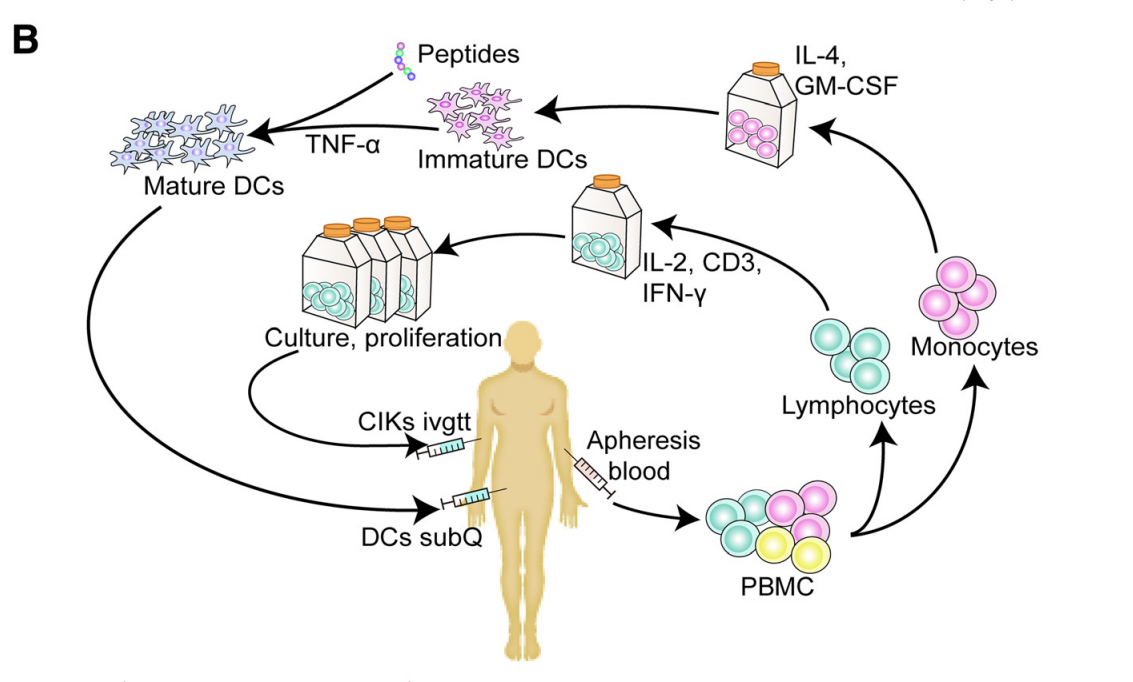 B
Peptides
IL-4,
GM-CSF
TNF-α
Immature DCs
Mature DCs
IL-2, CD3,
IFN-γ
Culture, proliferation
Monocytes
Lymphocytes
CIKs ivgtt
Apheresis
blood
DCs subQ
PBMC